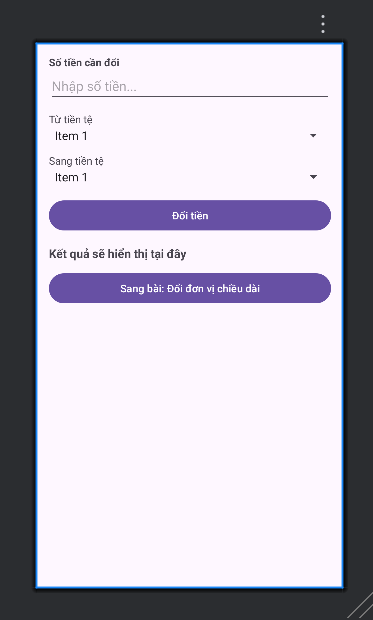 Số tiền cần đổi
Nhập số tiền...
Từ tiền tệ
Item 1
Sang tiền tệ
Item 1
Đổi tiền
Kết quả sẽ hiển thị tại đây
Sang bài: Đổi đơn vị chiều dài